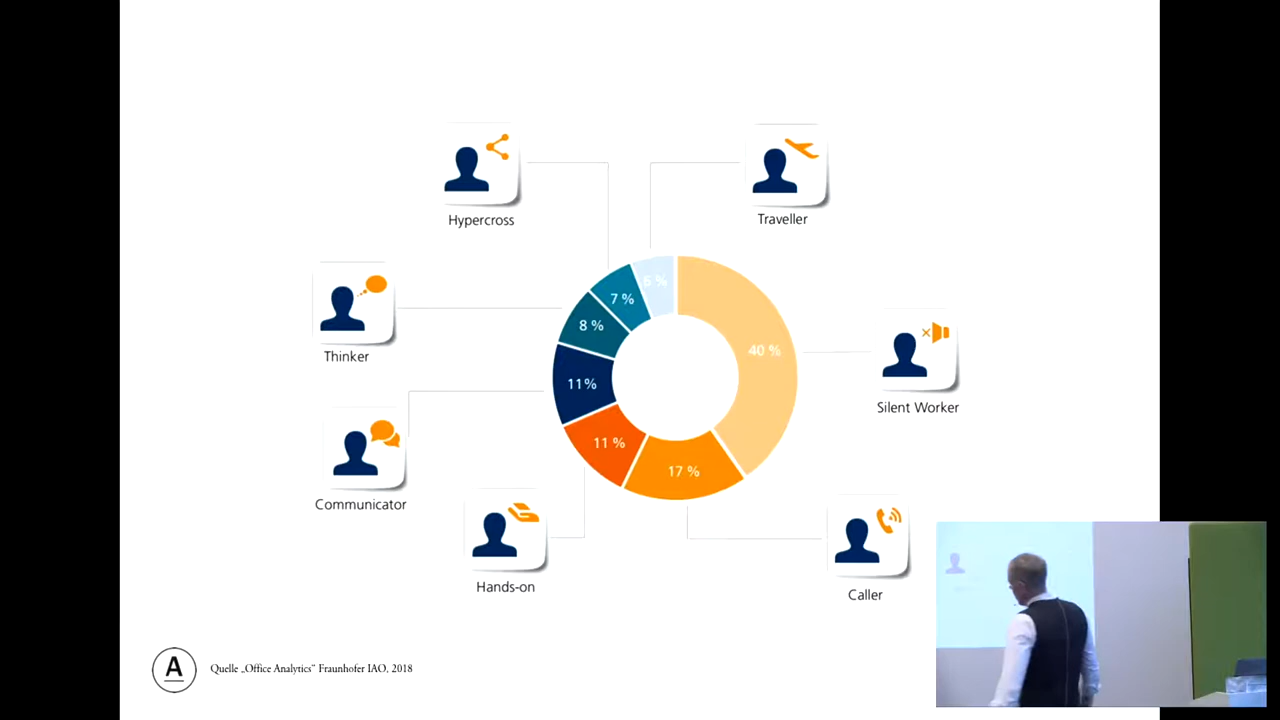 Hypercross
Traveller
6 %
7 %
8 %
40 %
Thinker
11%
Silent Worker
11 %
17 %
Communicator
Hands-on
Caller
A
Quelle „Office Analytics“ Fraunhofer IAO, 2018